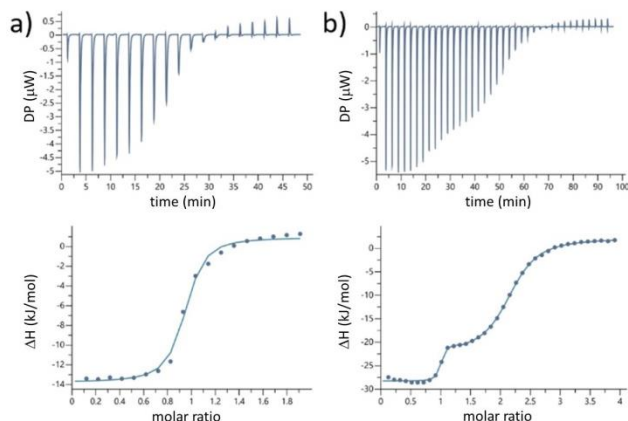 a)
DP (μW)
0.5
0
-0.5
-1
-1.5
-2
-2.5
-3
-3.5
-4
-4.5
-5
0 5 10 15 20 25 30 35 40 45 50
time (min)
b)
DP (μW)
0
-1
-2
-3
-4
-5
0 10 20 30 40 50 60 70 80 90 100
time (min)
ΔH (kJ/mol)
0
-2
-4
-6
-8
-10
-12
-14
0 0.2 0.4 0.6 0.8 1 1.2 1.4 1.6 1.8
molar ratio
ΔH (kJ/mol)
0
-5
-10
-15
-20
-25
-30
0 0.5 1 1.5 2 2.5 3 3.5 4
molar ratio